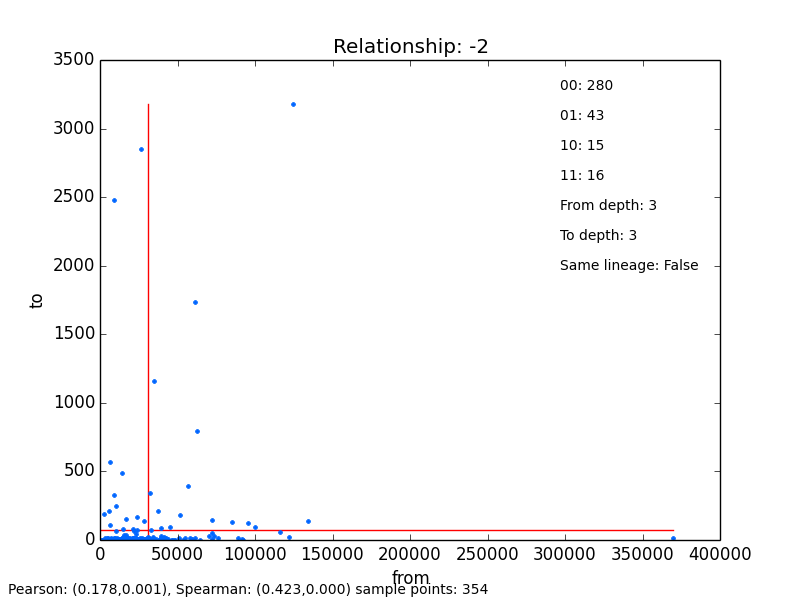 Relationship: -2
3500
3000
2500
2000
1500
1000
500
0
to
00: 280
01: 43
10: 15
11: 16
From depth: 3
To depth: 3
Same lineage: False
0 50000 100000 150000 200000 250000 300000 350000 400000
from
Pearson: (0.178,0.001), Spearman: (0.423,0.000) sample points: 354